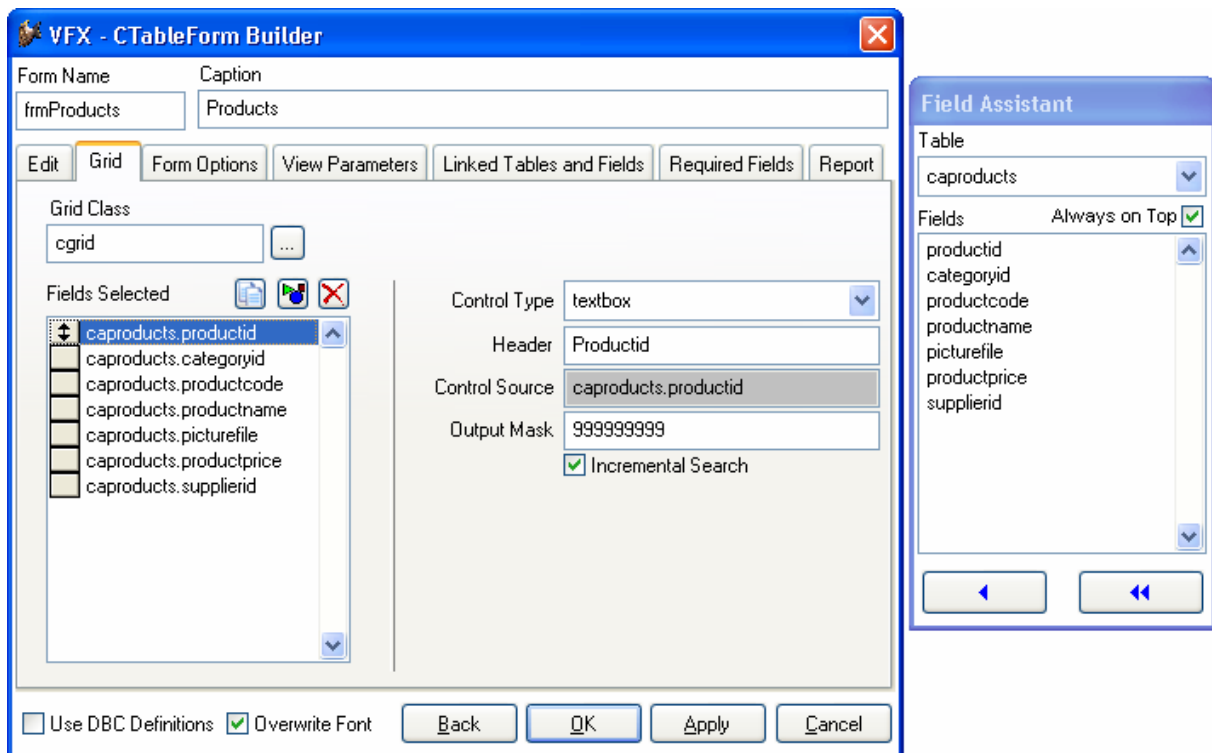 VFX - CTableForm Builder
Form Name
Caption
frmProducts
Products
Edit
Grid
Form Options
View Parameters
Linked Tables and Fields
Required Fields
Report
Grid Class
cgrid
...
Fields Selected
caproducts.productid
caproducts.categoryid
caproducts.productcode
caproducts.productname
caproducts.picturefile
caproducts.productprice
caproducts.supplierid
Control Type
textbox
Header
Productid
Control Source
caproducts.productid
Output Mask
999999999
Incremental Search
Use DBC Definitions
Overwrite Font
Back
OK
Apply
Cancel
Field Assistant
Table
caproducts
Fields
Always on Top
productid
categoryid
productcode
productname
picturefile
productprice
supplierid